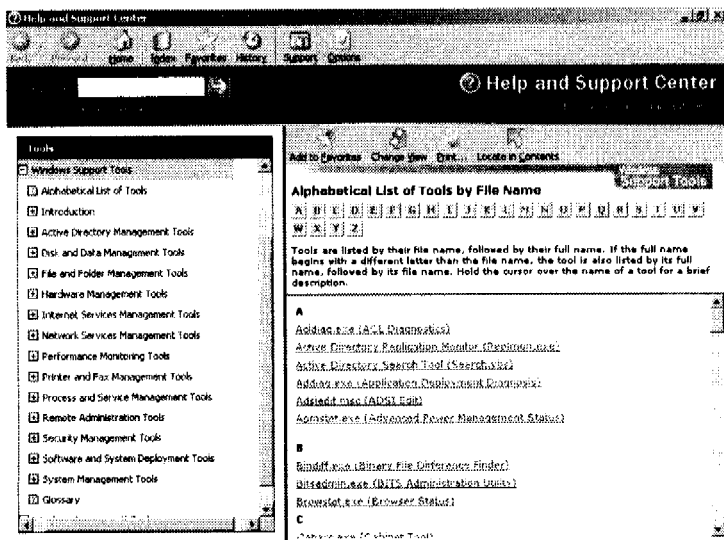 Help and Support Center
Home Index Favorites History Support Options
Help and Support Center
Tools
Windows Support Tools
Alphabetical List of Tools
Introduction
Active Directory Management Tools
Disk and Data Management Tools
File and Folder Management Tools
Hardware Management Tools
Internet Services Management Tools
Network Services Management Tools
Performance Monitoring Tools
Printer and Fax Management Tools
Process and Service Management Tools
Remote Administration Tools
Security Management Tools
Software and System Deployment Tools
System Management Tools
Glossary
Add to Favorites Change View Print... Locate in Contents
Support Tools
Alphabetical List of Tools by File Name
A B C D E F G H I J K L M N O P Q R S T U V
W X Y Z
Tools are listed by their file name, followed by their full name. If the full name
begins with a different letter than the file name, the tool is also listed by its full
name, followed by its file name. Hold the cursor over the name of a tool for a brief
description.
A
Acldiag.exe (ACL Diagnostics)
Active Directory Replication Monitor (Replmon.exe)
Active Directory Search Tool (Search.vbs)
Addiag.exe (Application Deployment Diagnosis)
Adsiedit.msc (ADSI Edit)
Apmstat.exe (Advanced Power Management Status)
B
Bindiff.exe (Binary File Difference Finder)
Bitsadmin.exe (BITS Administration Utility)
Browstat.exe (Browser Status)
C